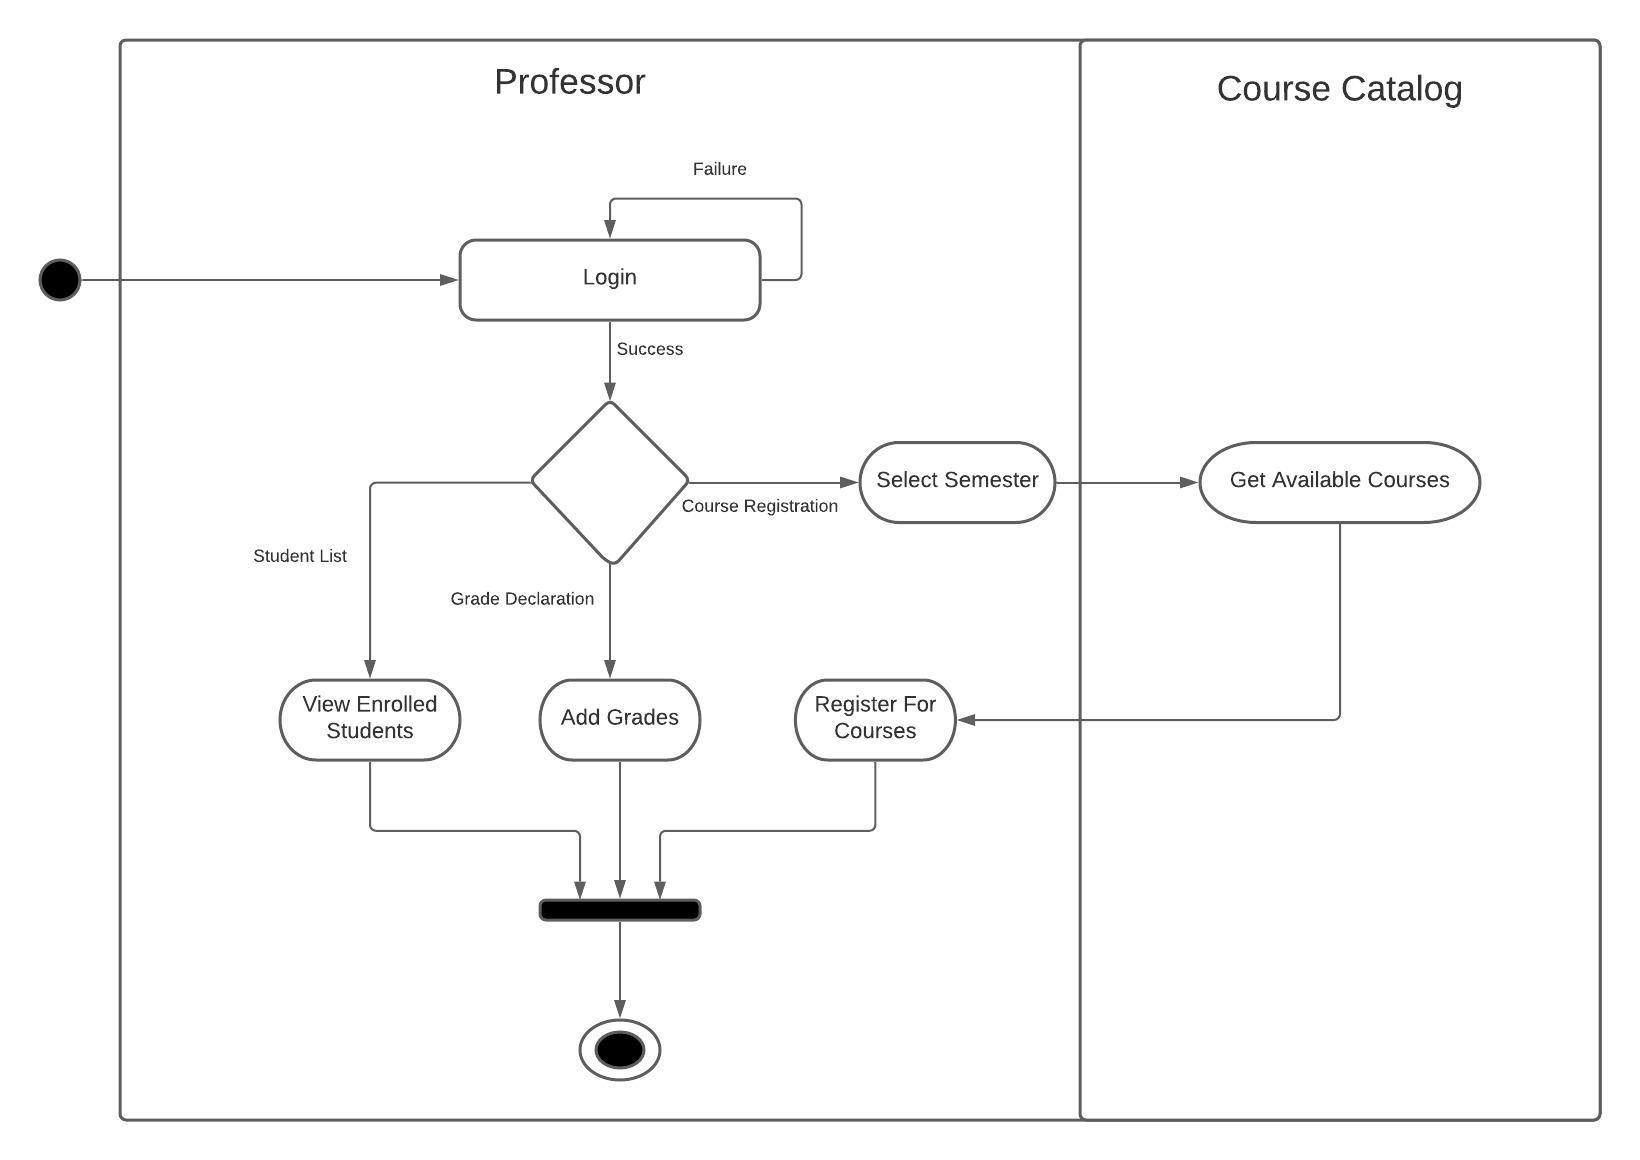 Professor
Course Catalog
Failure
Login
Success
Select Semester
Get Available Courses
Course Registration
Student List
Grade Declaration
View Enrolled
Students
Add Grades
Register For
Courses